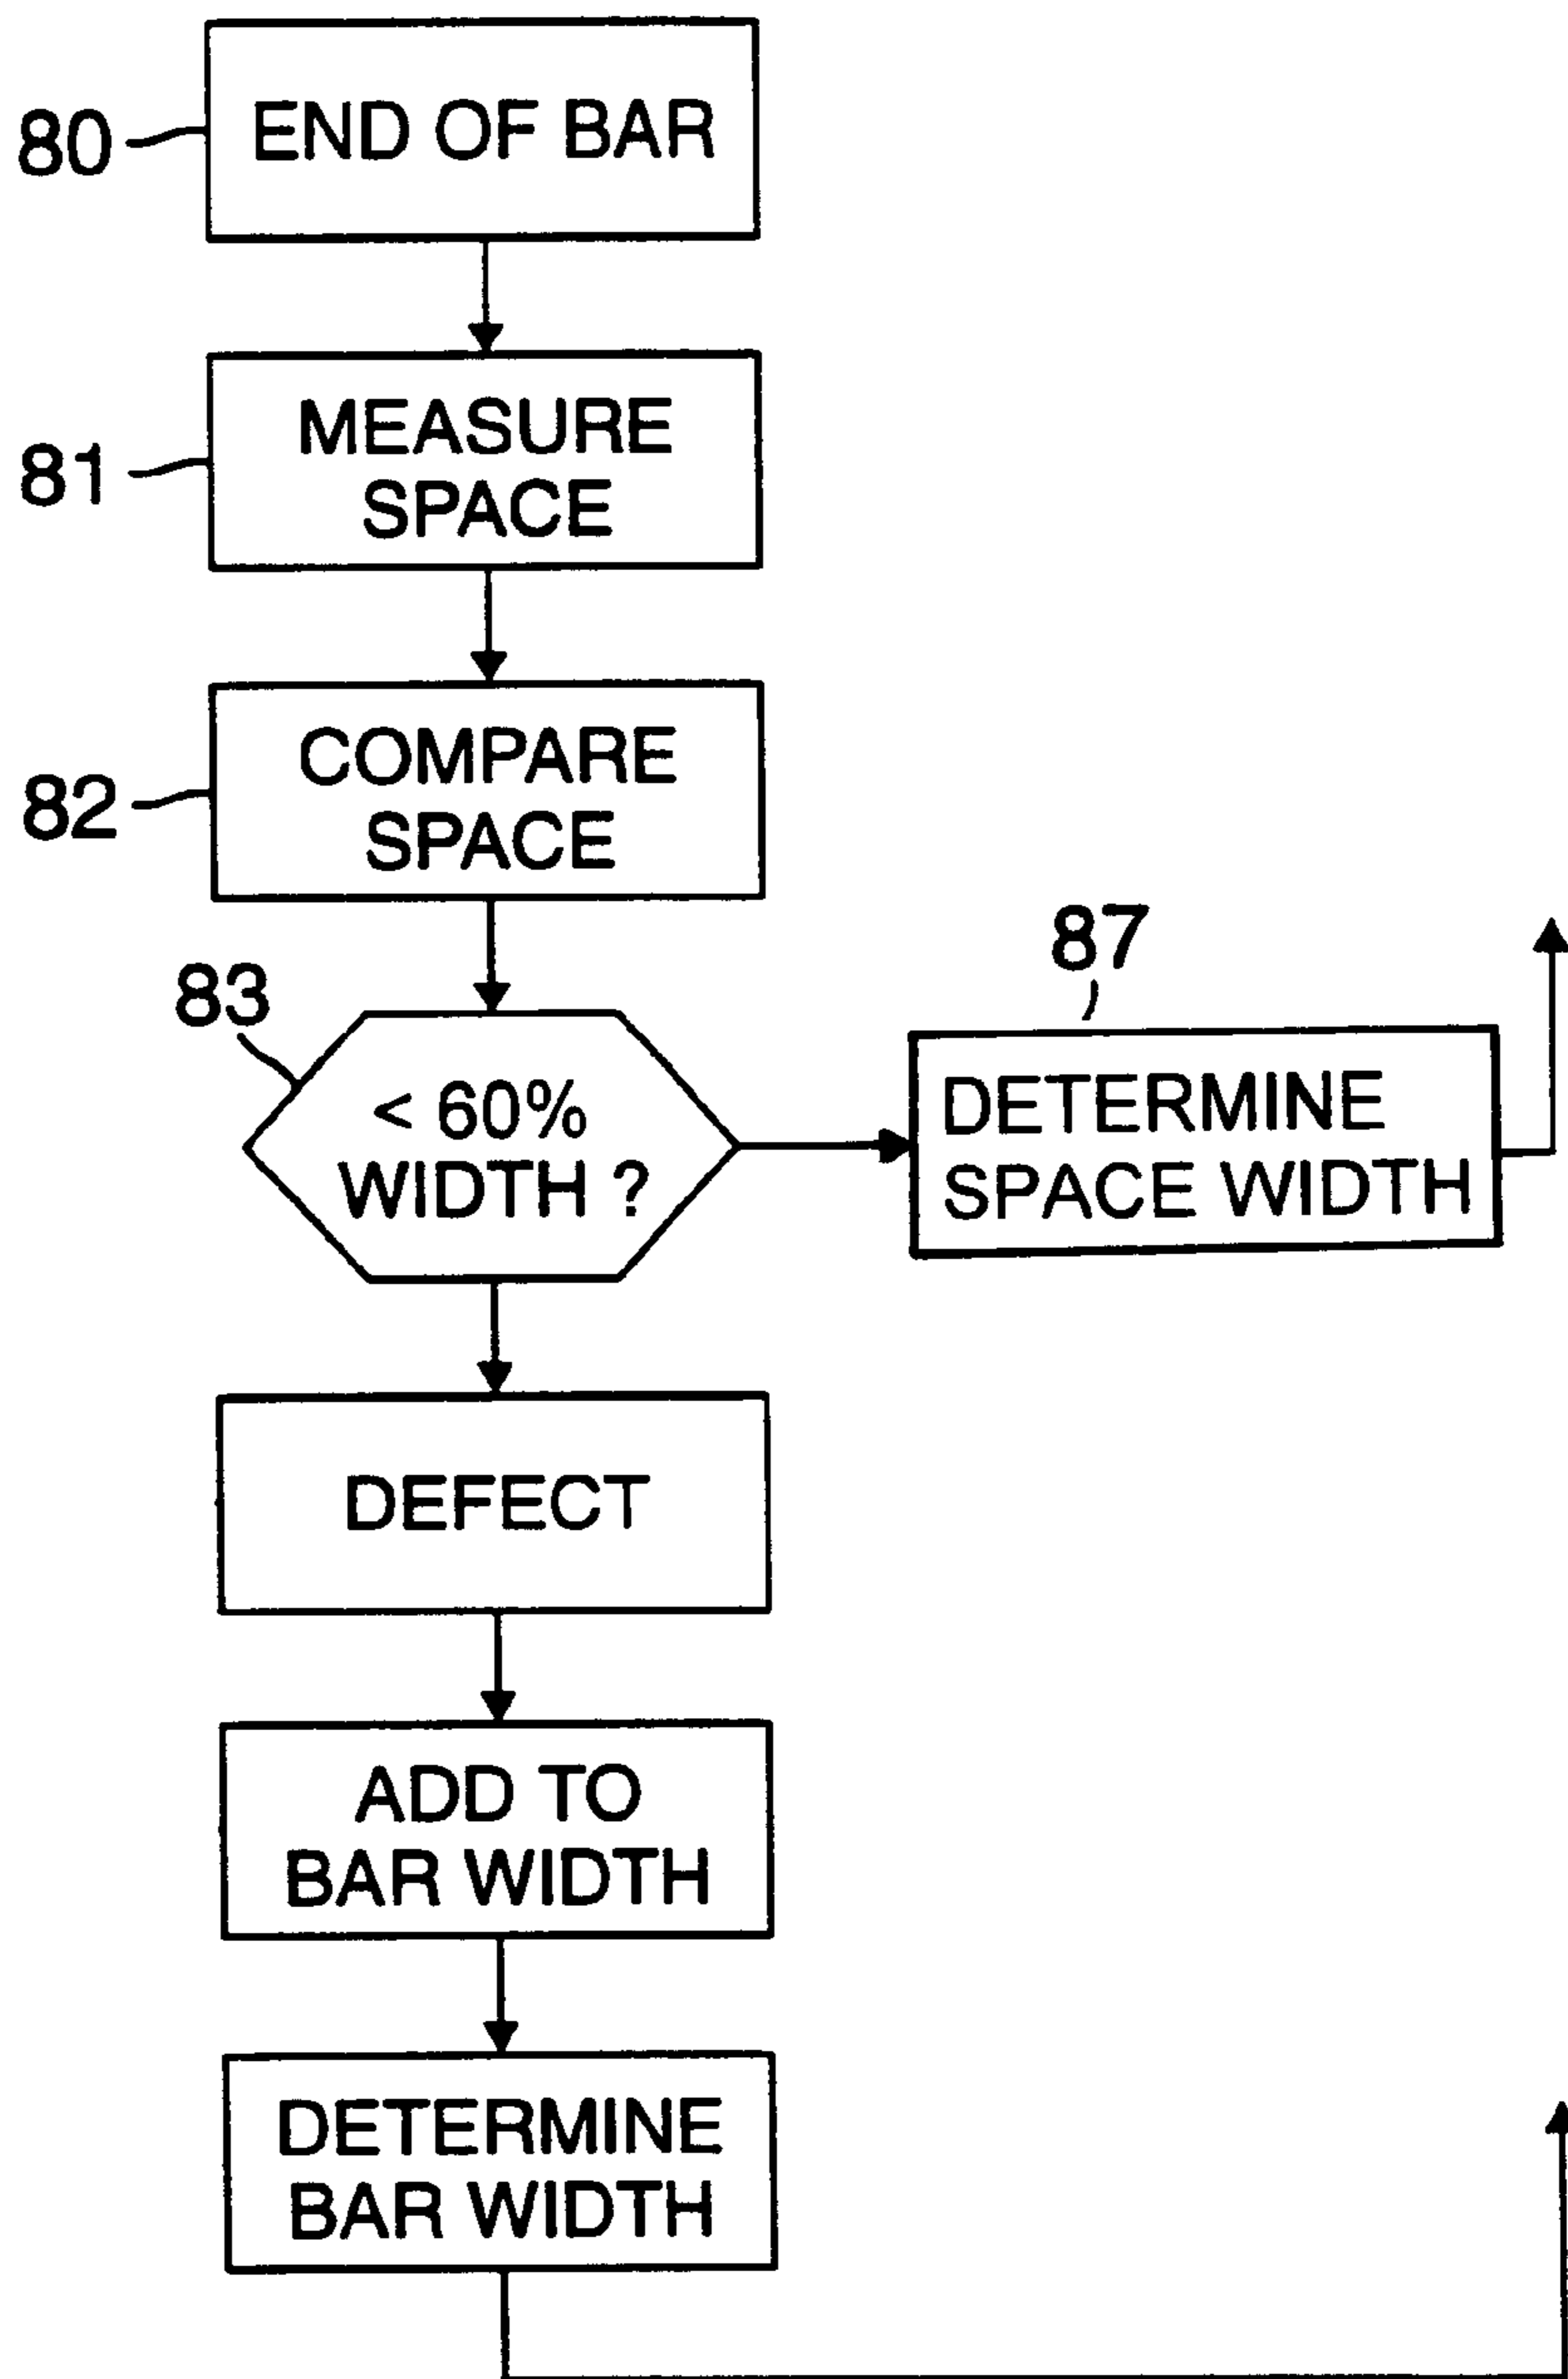 80
END OF BAR
81
MEASURE
SPACE
82
COMPARE
SPACE
83
< 60%
WIDTH ?
87
DETERMINE
SPACE WIDTH
DEFECT
ADD TO
BAR WIDTH
DETERMINE
BAR WIDTH